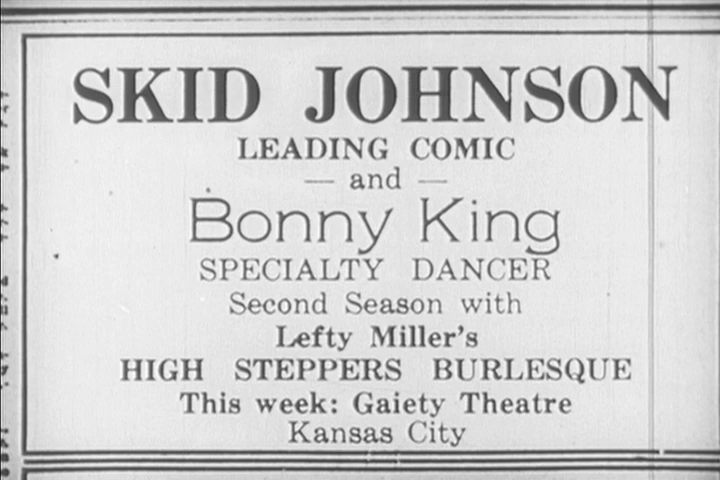 SKID JOHNSON
LEADING COMIC
— and —
Bonny King
SPECIALTY DANCER
Second Season with
Lefty Miller's
HIGH STEPPERS BURLESQUE
This week: Gaiety Theatre
Kansas City